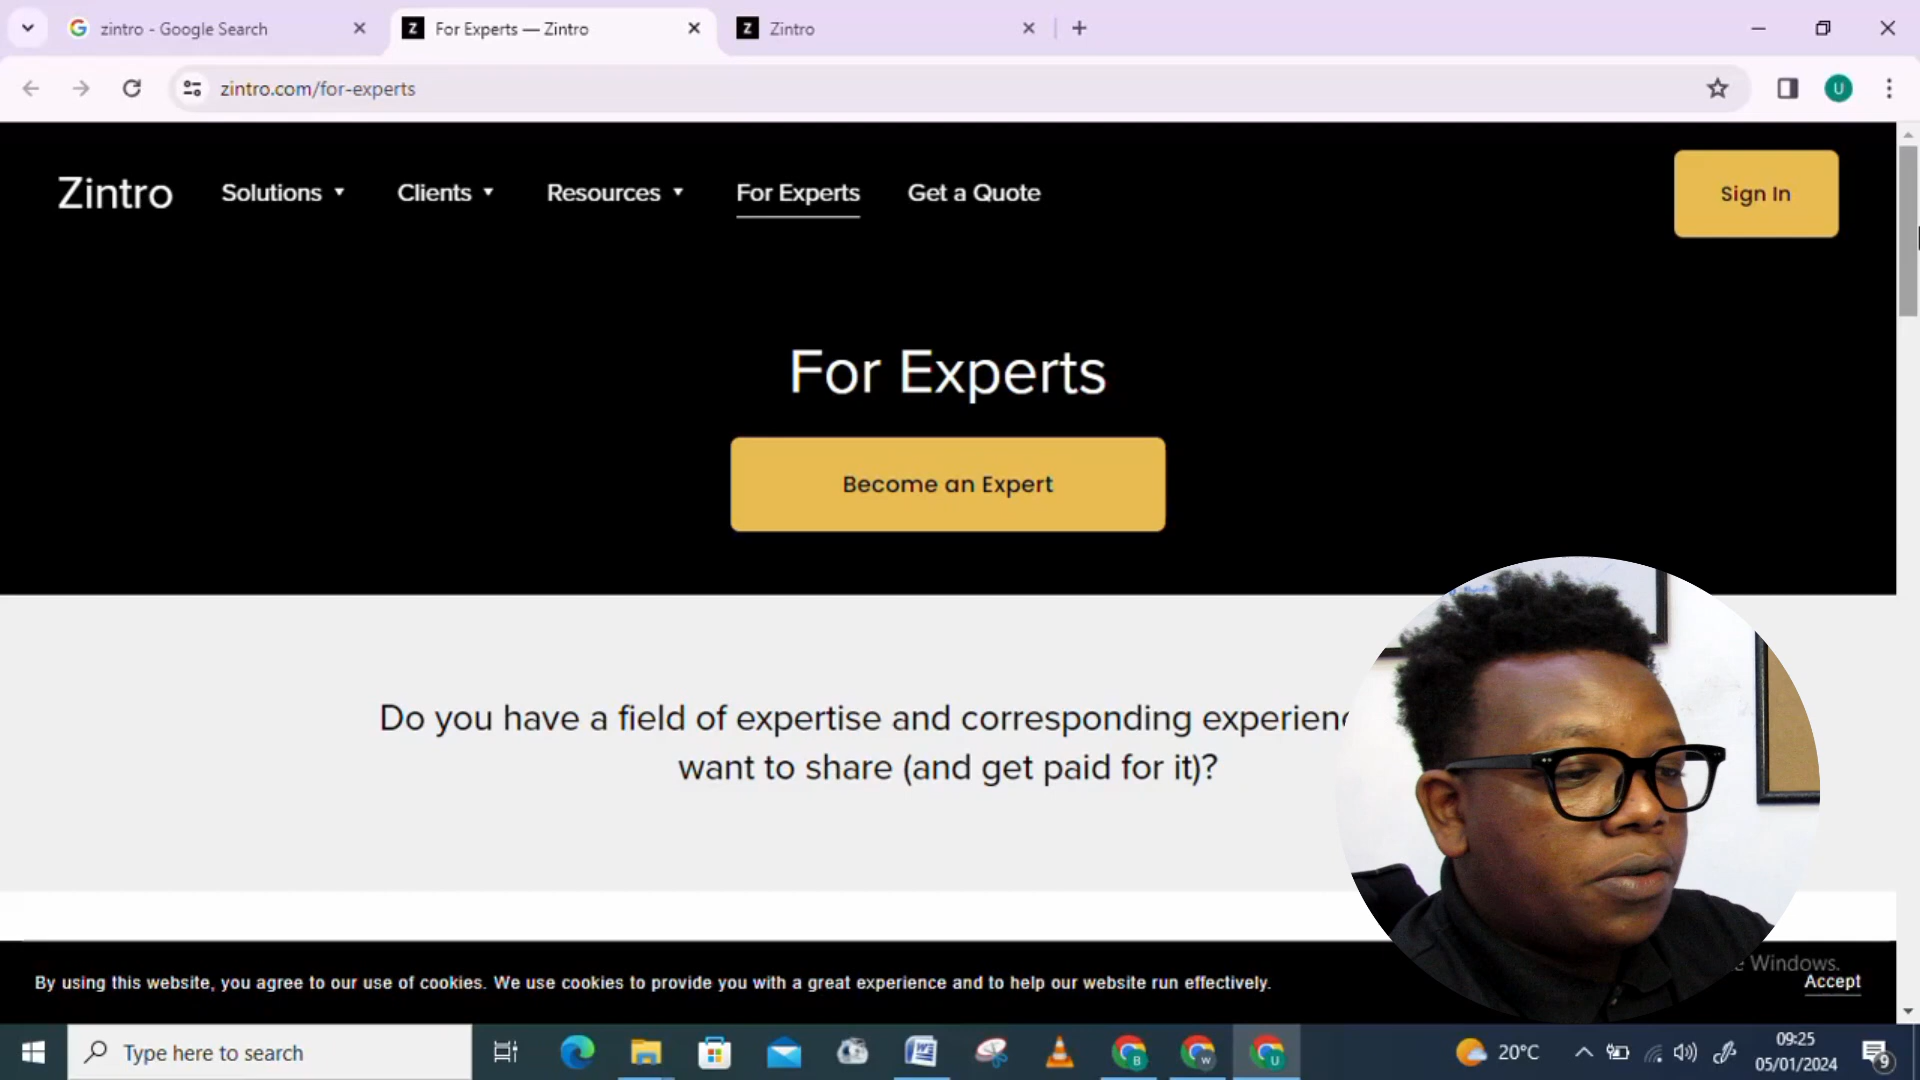 zintro - Google Search
For Experts — Zintro
Zintro
zintro.com/for-experts
U
Zintro
Solutions
Clients
Resources
For Experts
Get a Quote
Sign In
For Experts
Become an Expert
Do you have a field of expertise and corresponding
want to share (and get paid for it)?
Windows.
By using this website, you agree to our use of cookies. We use cookies to provide you with a great experience and to help our website run effectively.
Accept
Type here to search
20°C
09:25
05/01/2024
9